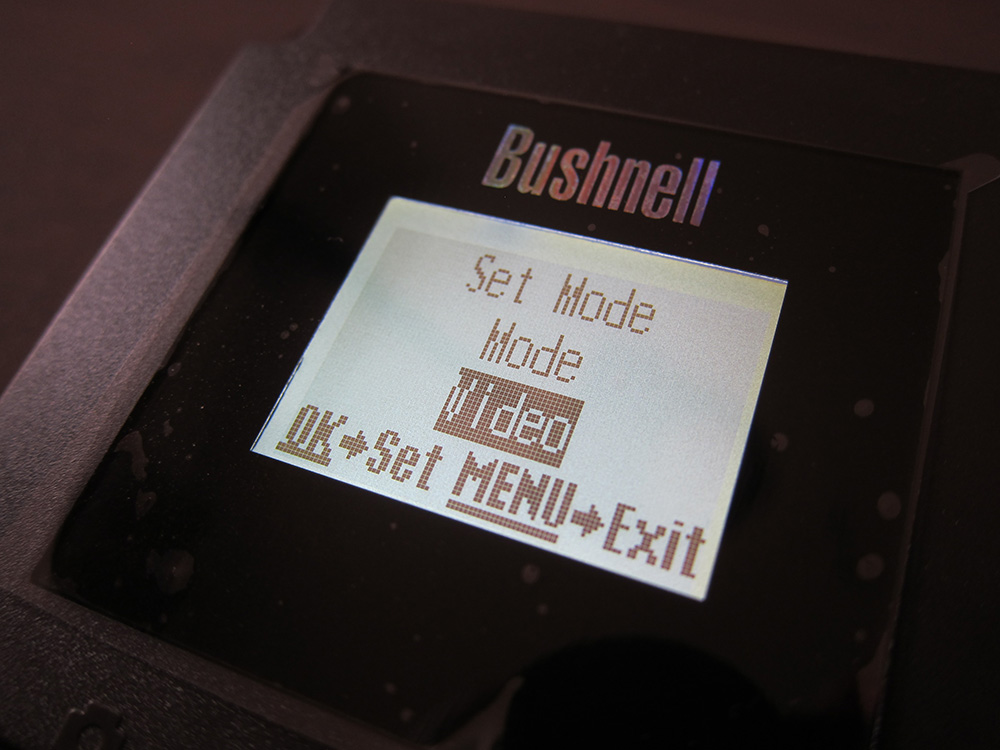 Bushnell
Set Mode
Mode
Video
OK➔Set MENU➔Exit